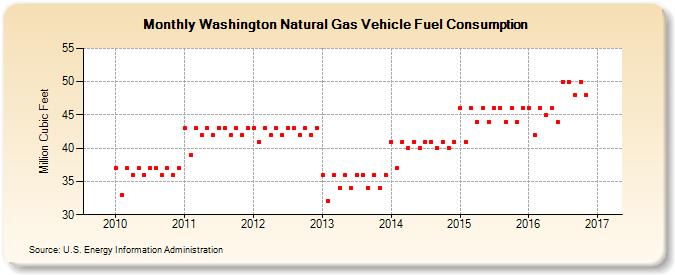 Monthly Washington Natural Gas Vehicle Fuel Consumption
Million Cubic Feet
55
50
45
40
35
30
2010 2011 2012 2013 2014 2015 2016 2017
Source: U.S. Energy Information Administration